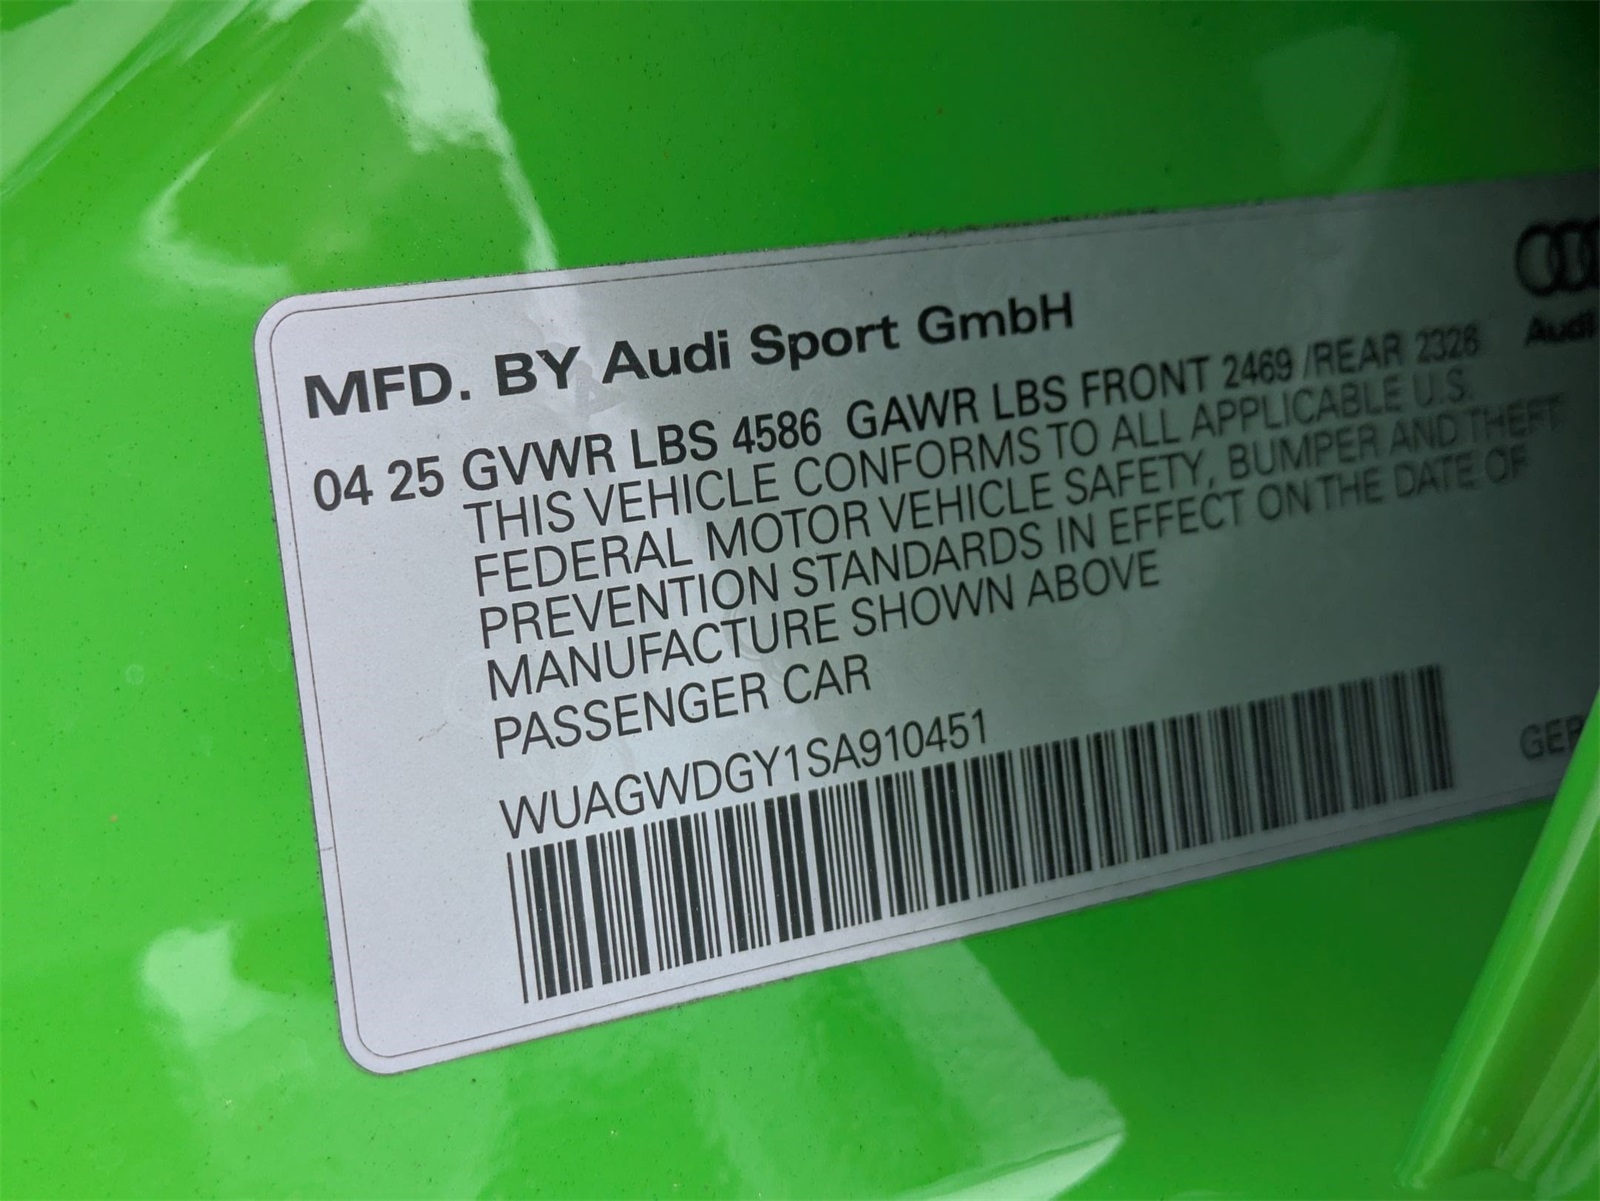 Audi
MFD. BY Audi Sport GmbH
04 25 GVWR LBS 4586 GAWR LBS FRONT 2469 /REAR 2326
THIS VEHICLE CONFORMS TO ALL APPLICABLE U.S.
FEDERAL MOTOR VEHICLE SAFETY, BUMPER AND THEFT
PREVENTION STANDARDS IN EFFECT ON THE DATE OF
MANUFACTURE SHOWN ABOVE
PASSENGER CAR
WUAGWDGY1SA910451